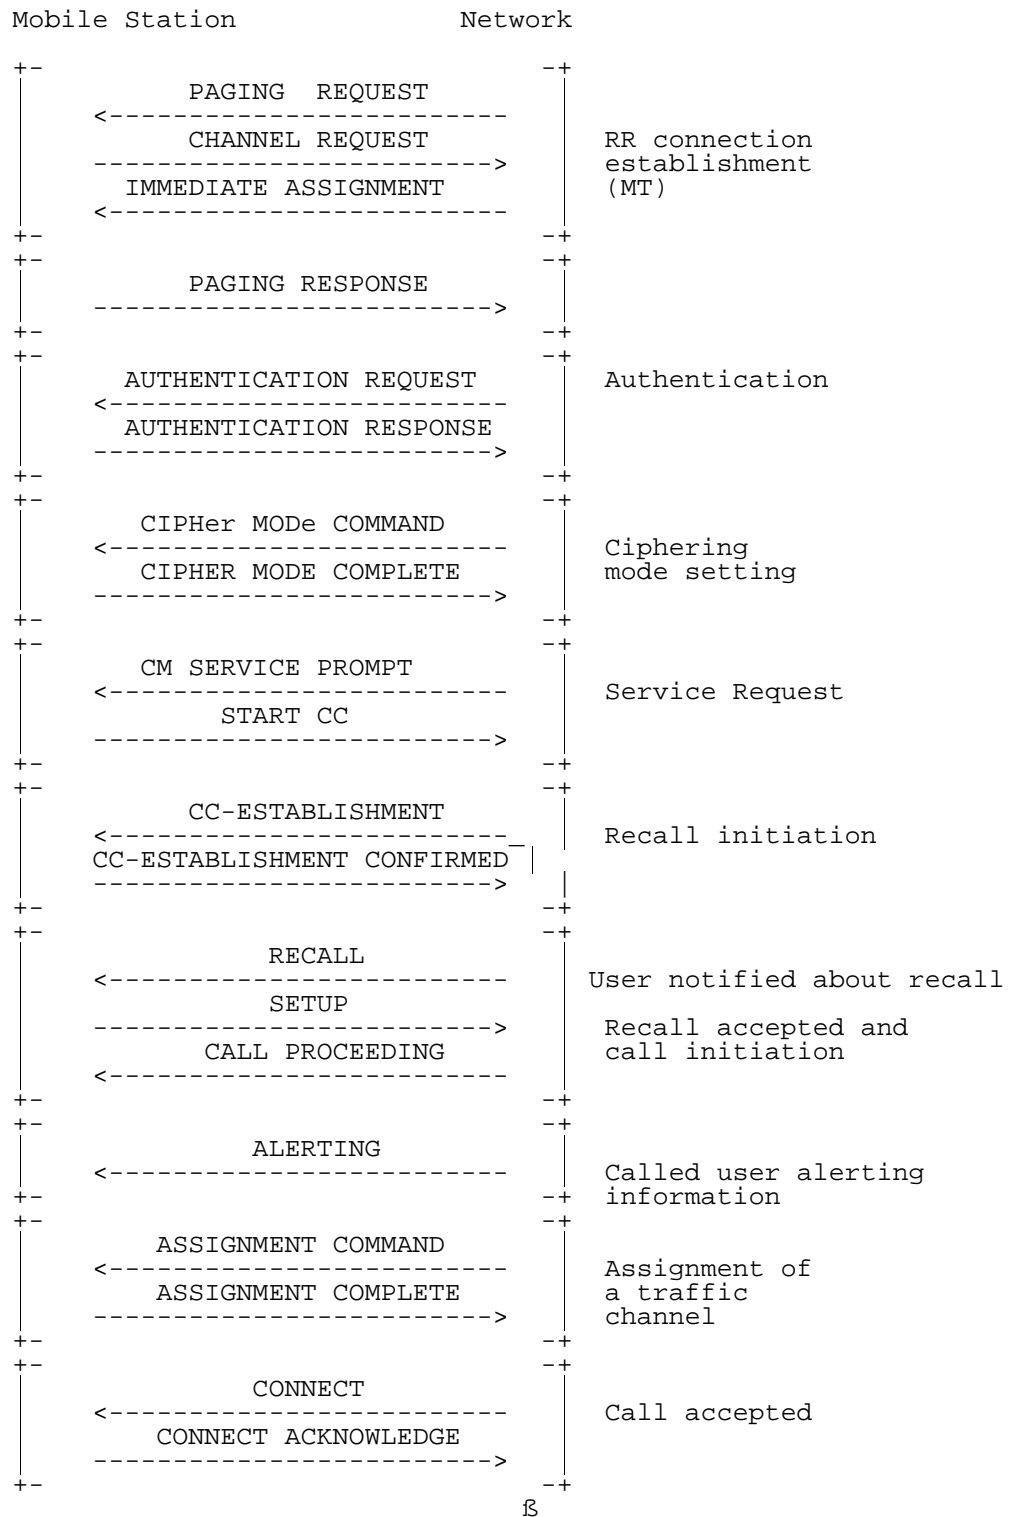 Mobile Station Network
PAGING REQUEST
CHANNEL REQUEST RR connection
establishment
IMMEDIATE ASSIGNMENT (MT)
PAGING RESPONSE
AUTHENTICATION REQUEST Authentication
AUTHENTICATION RESPONSE
CIPHer MODe COMMAND
Ciphering
CIPHER MODE COMPLETE mode setting
CM SERVICE PROMPT
Service Request
START CC
CC-ESTABLISHMENT
Recall initiation
CC-ESTABLISHMENT CONFIRMED
RECALL
User notified about recall
SETUP
Recall accepted and
CALL PROCEEDING call initiation
ALERTING
Called user alerting
information
ASSIGNMENT COMMAND
Assignment of
ASSIGNMENT COMPLETE a traffic
channel
CONNECT
Call accepted
CONNECT ACKNOWLEDGE
ß